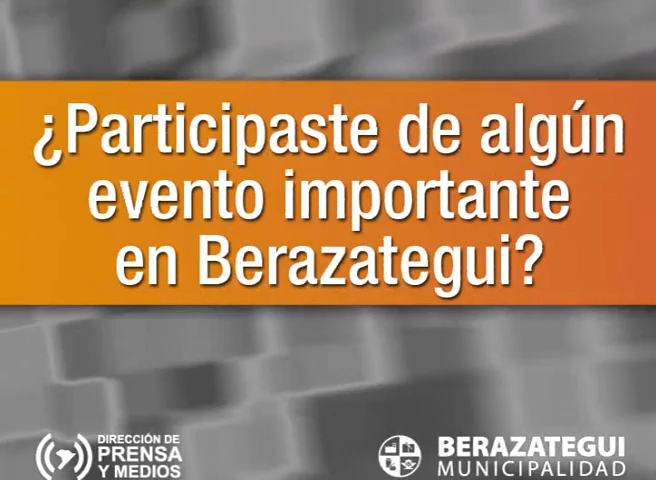 ¿Participaste de algún
evento importante
en Berazategui?
DIRECCIÓN DE
PRENSA
Y MEDIOS
BERAZATEGUI
MUNICIPALIDAD